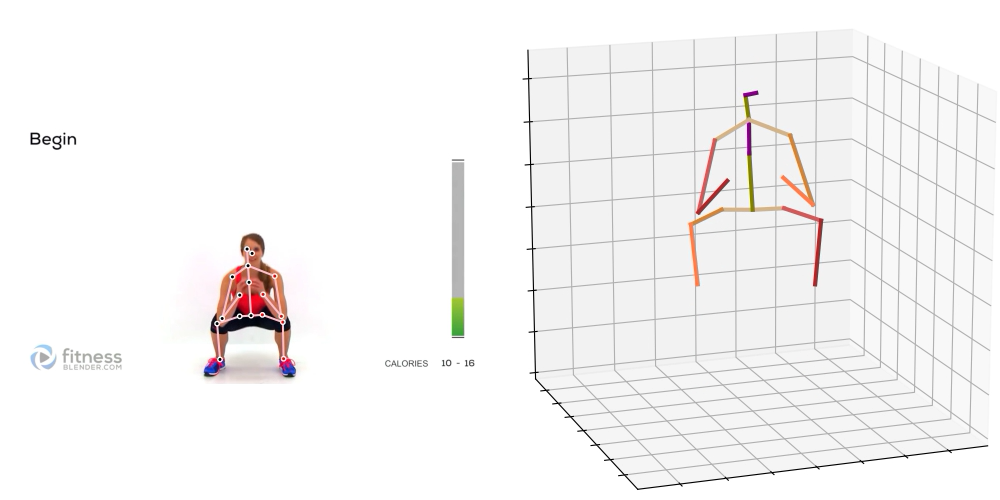 Begin
fitness
BLENDER.COM
CALORIES 10 - 16